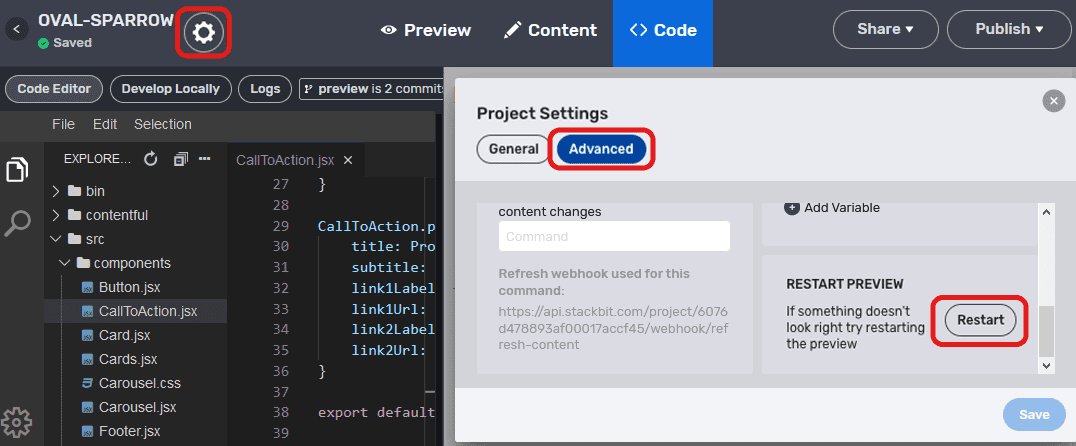 OVAL-SPARROW
Saved
Preview
Content
<> Code
Share
Publish
Code Editor
Develop Locally
Logs
preview is 2 commits
File Edit Selection
EXPLORE...
CallToAction.jsx
bin
contentful
src
components
Button.jsx
CallToAction.jsx
Card.jsx
Cards.jsx
Carousel.css
Carousel.jsx
Footer.jsx
27 }
28
29 CallToAction.p
30 title: Pro
31 subtitle:
32 link1Label
33 link1Url:
34 link2Label
35 link2Url:
36 }
37
38 export default
39
Project Settings
General
Advanced
content changes
Command
Refresh webhook used for this
command:
https://api.stackbit.com/project/6076
d478893af00017accf45/webhook/ref
resh-content
Add Variable
RESTART PREVIEW
If something doesn't
look right try restarting
the preview
Restart
Save